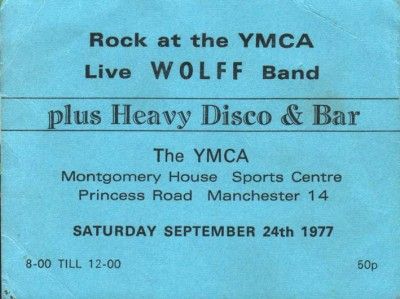 Rock at the YMCA
Live WOLFF Band
plus Heavy Disco & Bar
The YMCA
Montgomery House Sports Centre
Princess Road Manchester 14
SATURDAY SEPTEMBER 24th 1977
8-00 TILL 12-00 50p